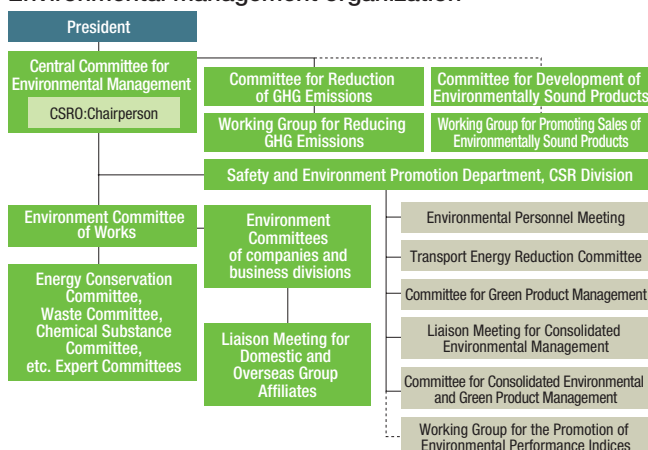 Environmental management organization
President
Central Committee for
Environmental Management
CSRO:Chairperson
Committee for Reduction
of GHG Emissions
Committee for Development of
Environmentally Sound Products
Working Group for Reducing
GHG Emissions
Working Group for Promoting Sales of
Environmentally Sound Products
Safety and Environment Promotion Department, CSR Division
Environment Committee
of Works
Environment
Committees
of companies and
business divisions
Energy Conservation
Committee,
Waste Committee,
Chemical Substance
Committee,
etc. Expert Committees
Liaison Meeting for
Domestic and
Overseas Group
Affiliates
Environmental Personnel Meeting
Transport Energy Reduction Committee
Committee for Green Product Management
Liaison Meeting for Consolidated
Environmental Management
Committee for Consolidated Environmental
and Green Product Management
Working Group for the Promotion of
Environmental Performance Indices